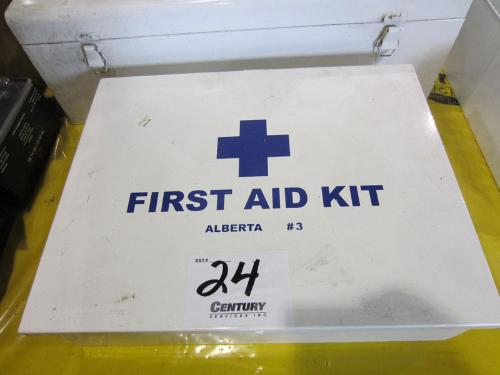 FIRST AID KIT
ALBERTA #3
24
CENTURY
SERVICES INC